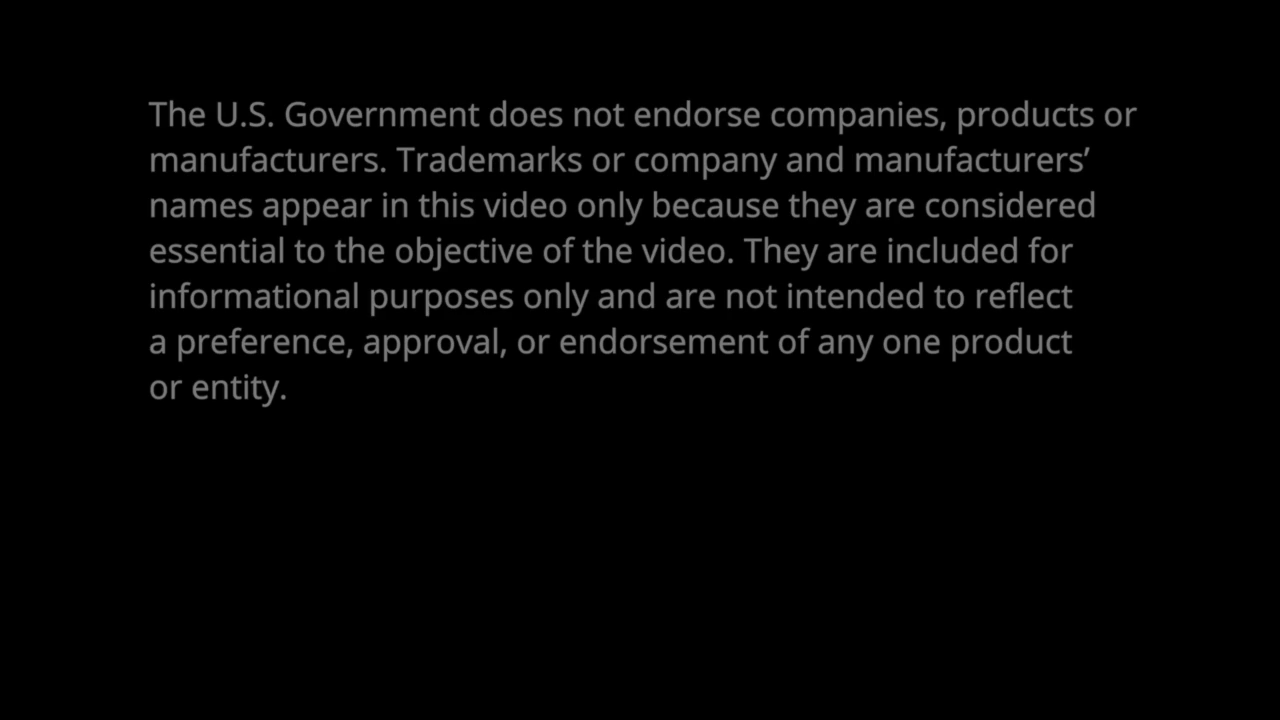 The U.S. Government does not endorse companies, products or
manufacturers. Trademarks or company and manufacturers’
names appear in this video only because they are considered
essential to the objective of the video. They are included for
informational purposes only and are not intended to reflect
a preference, approval, or endorsement of any one product
or entity.